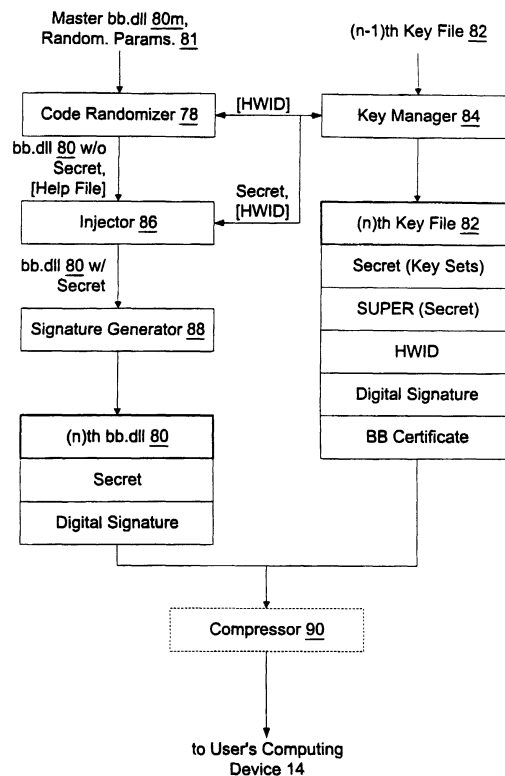 Master bb.dll 80m,
Random. Params. 81
(n-1)th Key File 82
Code Randomizer 78
[HWID]
Key Manager 84
bb.dll 80 w/o
Secret,
[Help File]
Secret,
[HWID]
Injector 86
(n)th Key File 82
Secret (Key Sets)
SUPER (Secret)
HWID
Digital Signature
BB Certificate
bb.dll 80 w/
Secret
Signature Generator 88
(n)th bb.dll 80
Secret
Digital Signature
Compressor 90
to User's Computing
Device 14